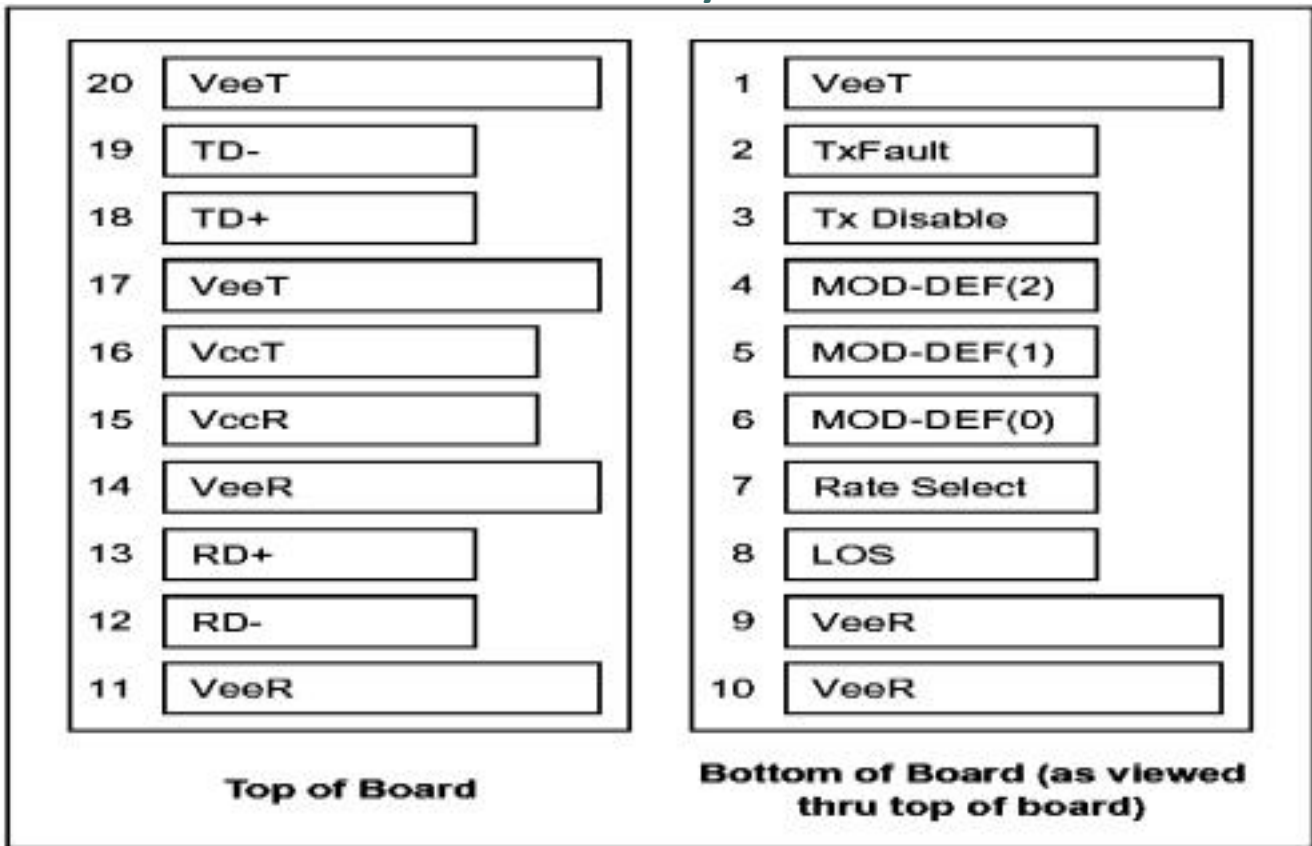 20 VeeT
19 TD-
18 TD+
17 VeeT
16 VccT
15 VccR
14 VeeR
13 RD+
12 RD-
11 VeeR
Top of Board
1 VeeT
2 TxFault
3 Tx Disable
4 MOD-DEF(2)
5 MOD-DEF(1)
6 MOD-DEF(0)
7 Rate Select
8 LOS
9 VeeR
10 VeeR
Bottom of Board (as viewed
thru top of board)